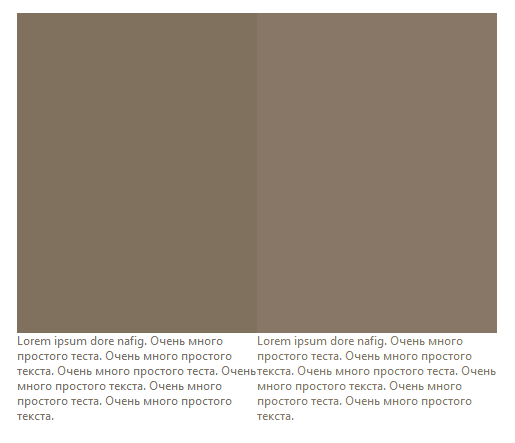 Lorem ipsum dore nafig. Очень много
простого теста. Очень много простого
текста. Очень много простого теста. Очень
много простого текста. Очень много
простого теста. Очень много простого
текста.
Lorem ipsum dore nafig. Очень много
простого теста. Очень много простого
текста. Очень много простого теста. Очень
много простого текста. Очень много
простого теста. Очень много простого
текста.